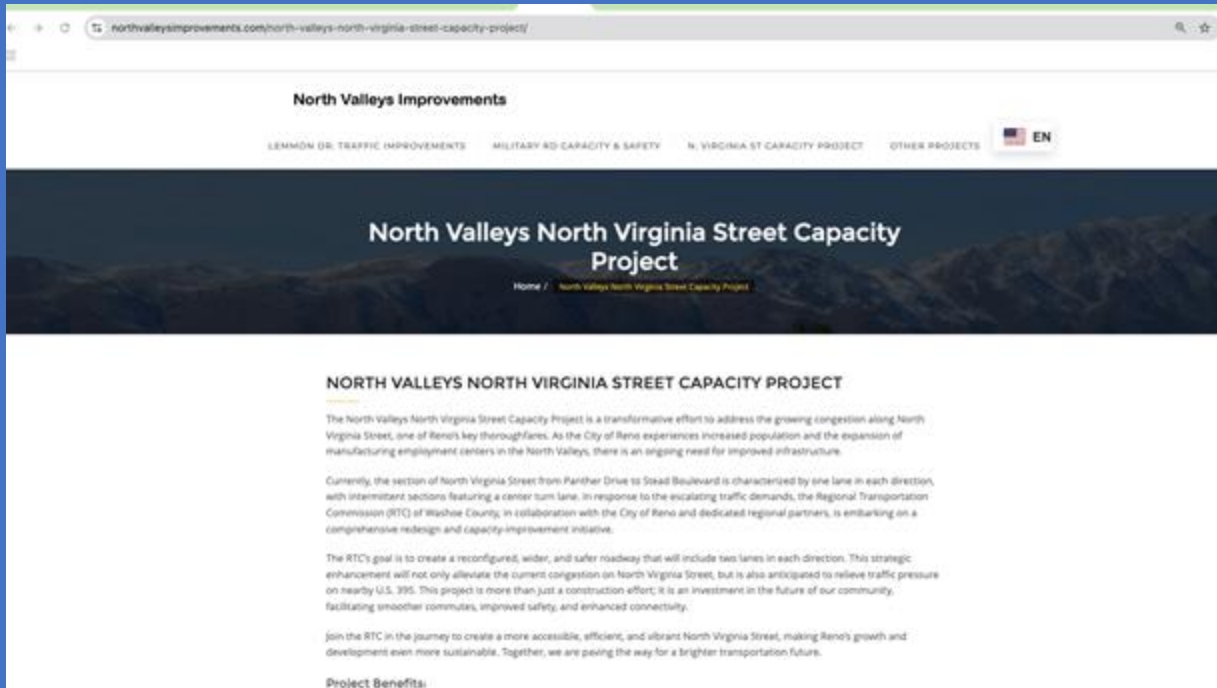 northvalleysimprovements.com/north-valleys-north-virginia-street-capacity-project/
North Valleys Improvements
LEMMON DR. TRAFFIC IMPROVEMENTS
MILITARY RD CAPACITY & SAFETY
N. VIRGINIA ST CAPACITY PROJECT
OTHER PROJECTS
EN
North Valleys North Virginia Street Capacity
Project
Home / North Valleys North Virginia Street Capacity Project
NORTH VALLEYS NORTH VIRGINIA STREET CAPACITY PROJECT
The North Valleys North Virginia Street Capacity Project is a transformative effort to address the growing congestion along North
Virginia Street, one of Reno's key thoroughfares. As the City of Reno experiences increased population and the expansion of
manufacturing employment centers in the North Valleys, there is an ongoing need for improved infrastructure.
Currently, the section of North Virginia Street from Panther Drive to Stead Boulevard is characterized by one lane in each direction,
with intermittent sections featuring a center turn lane. In response to the escalating traffic demands, the Regional Transportation
Commission (RTC) of Washoe County, in collaboration with the City of Reno and dedicated regional partners, is embarking on a
comprehensive redesign and capacity-improvement initiative.
The RTC's goal is to create a reconfigured, wider, and safer roadway that will include two lanes in each direction. This strategic
enhancement will not only alleviate the current congestion on North Virginia Street, but is also anticipated to relieve traffic pressure
on nearby U.S. 395. This project is more than just a construction effort; it is an investment in the future of our community,
facilitating smoother commutes, improved safety, and enhanced connectivity.
Join the RTC in the journey to create a more accessible, efficient, and vibrant North Virginia Street, making Reno's growth and
development even more sustainable. Together, we are paving the way for a brighter transportation future.
Project Benefits: